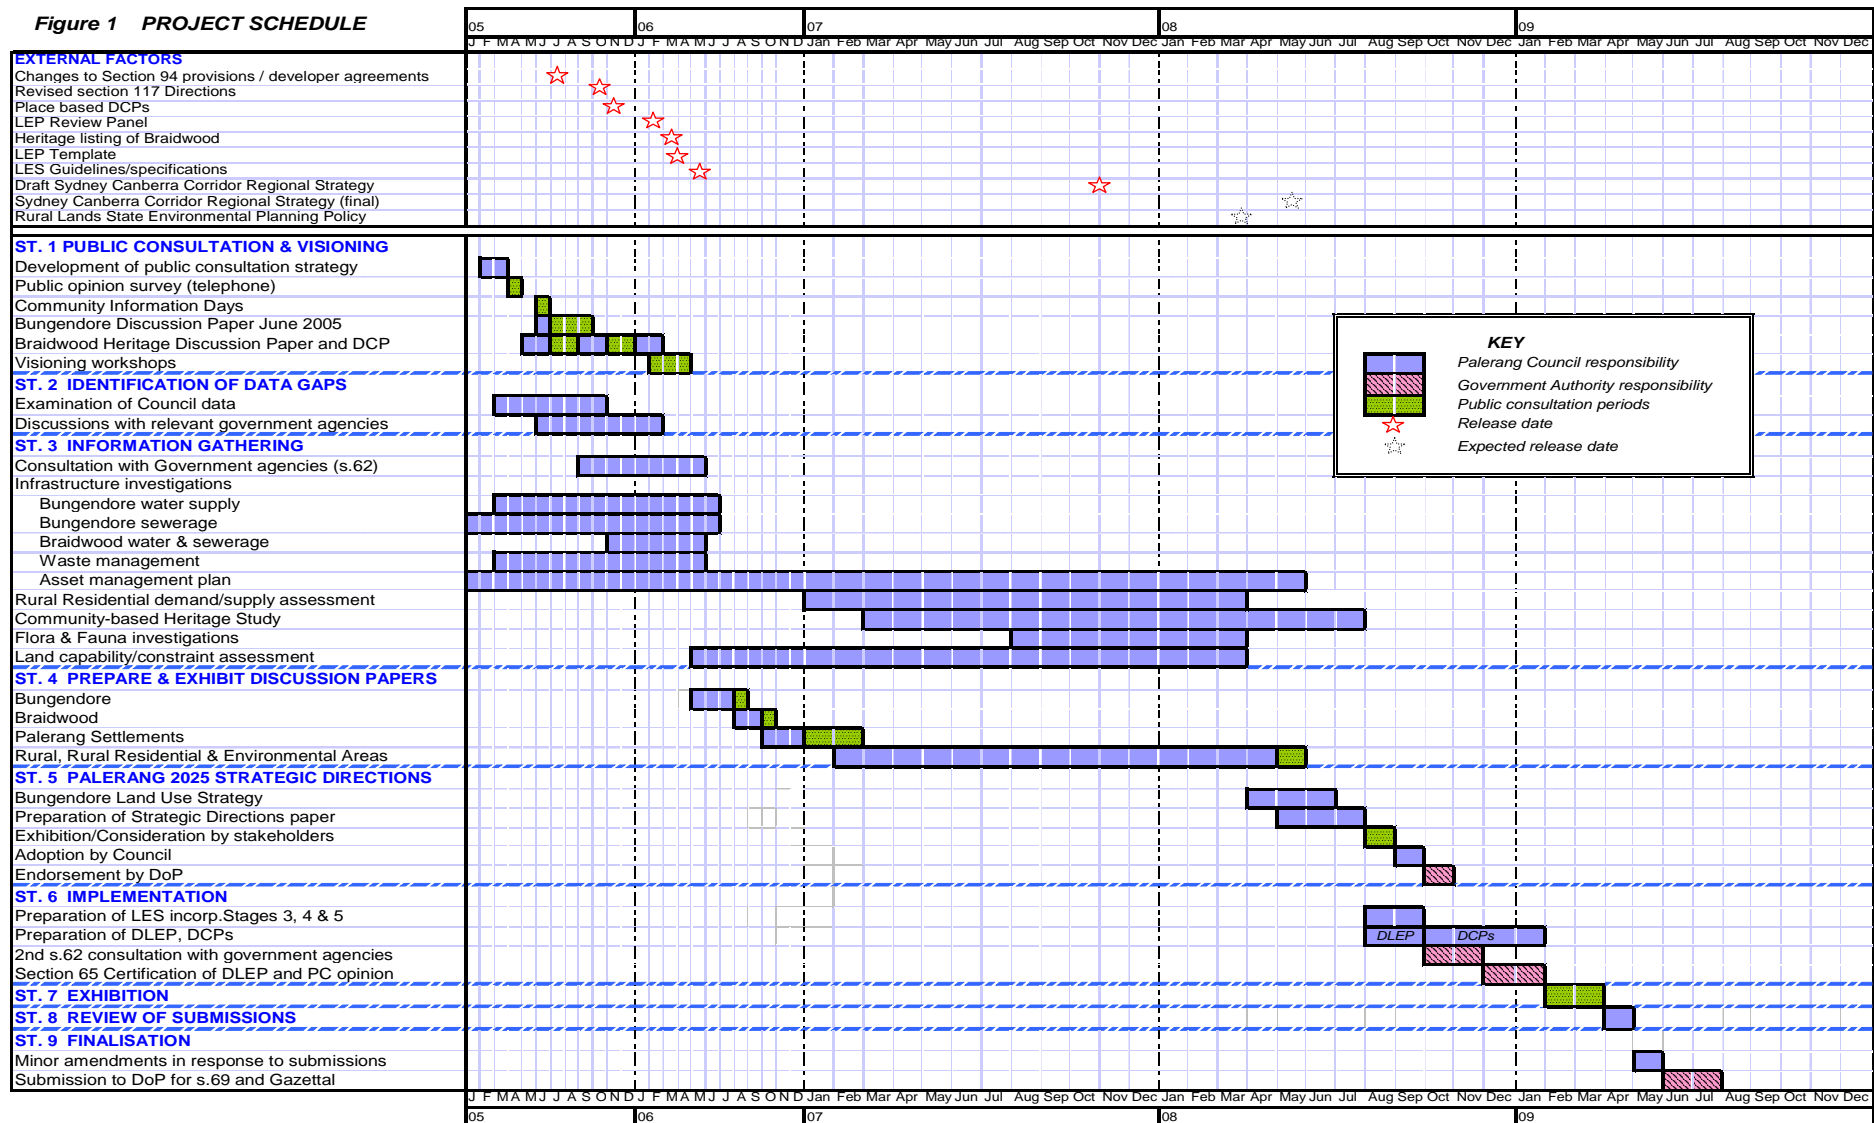 Figure 1 PROJECT SCHEDULE
05 06 07 08 09
J F M A M J J A S O N D J F M A M J J A S O N D Jan Feb Mar Apr May Jun Jul Aug Sep Oct Nov Dec Jan Feb Mar Apr May Jun Jul Aug Sep Oct Nov Dec Jan Feb Mar Apr May Jun Jul Aug Sep Oct Nov Dec
EXTERNAL FACTORS
Changes to Section 94 provisions / developer agreements
Revised section 117 Directions
Place based DCPs
LEP Review Panel
Heritage listing of Braidwood
LEP Template
LES Guidelines/specifications
Draft Sydney Canberra Corridor Regional Strategy
Sydney Canberra Corridor Regional Strategy (final)
Rural Lands State Environmental Planning Policy
ST. 1 PUBLIC CONSULTATION & VISIONING
Development of public consultation strategy
Public opinion survey (telephone)
Community Information Days
Bungendore Discussion Paper June 2005
Braidwood Heritage Discussion Paper and DCP
Visioning workshops
KEY
Palerang Council responsibility
Government Authority responsibility
Public consultation periods
Release date
Expected release date
ST. 2 IDENTIFICATION OF DATA GAPS
Examination of Council data
Discussions with relevant government agencies
ST. 3 INFORMATION GATHERING
Consultation with Government agencies (s.62)
Infrastructure investigations
Bungendore water supply
Bungendore sewerage
Braidwood water & sewerage
Waste management
Asset management plan
Rural Residential demand/supply assessment
Community-based Heritage Study
Flora & Fauna investigations
Land capability/constraint assessment
ST. 4 PREPARE & EXHIBIT DISCUSSION PAPERS
Bungendore
Braidwood
Palerang Settlements
Rural, Rural Residential & Environmental Areas
ST. 5 PALERANG 2025 STRATEGIC DIRECTIONS
Bungendore Land Use Strategy
Preparation of Strategic Directions paper
Exhibition/Consideration by stakeholders
Adoption by Council
Endorsement by DoP
ST. 6 IMPLEMENTATION
Preparation of LES incorp.Stages 3, 4 & 5
Preparation of DLEP, DCPs DLEP DCPs
2nd s.62 consultation with government agencies
Section 65 Certification of DLEP and PC opinion
ST. 7 EXHIBITION
ST. 8 REVIEW OF SUBMISSIONS
ST. 9 FINALISATION
Minor amendments in response to submissions
Submission to DoP for s.69 and Gazettal
J F M A M J J A S O N D J F M A M J J A S O N D Jan Feb Mar Apr May Jun Jul Aug Sep Oct Nov Dec Jan Feb Mar Apr May Jun Jul Aug Sep Oct Nov Dec Jan Feb Mar Apr May Jun Jul Aug Sep Oct Nov Dec
05 06 07 08 09